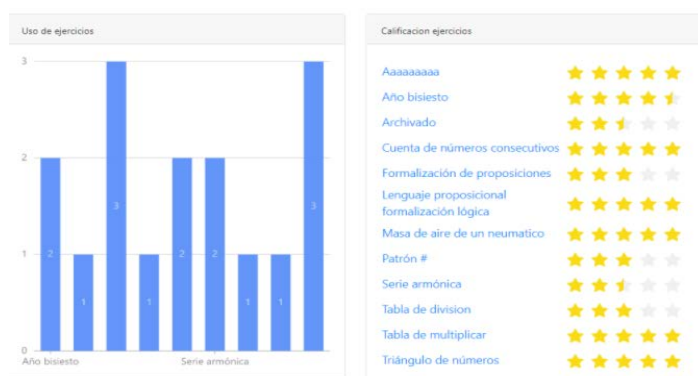 Uso de ejercicios
3
2
1
0
2
1
3
1
2
2
1
1
3
Año bisiesto
Serie armónica
Calificacion ejercicios
Aaaaaaaaa
Año bisiesto
Archivado
Cuenta de números consecutivos
Formalización de proposiciones
Lenguaje proposicional
formalización lógica
Masa de aire de un neumatico
Patrón #
Serie armónica
Tabla de division
Tabla de multiplicar
Triángulo de números